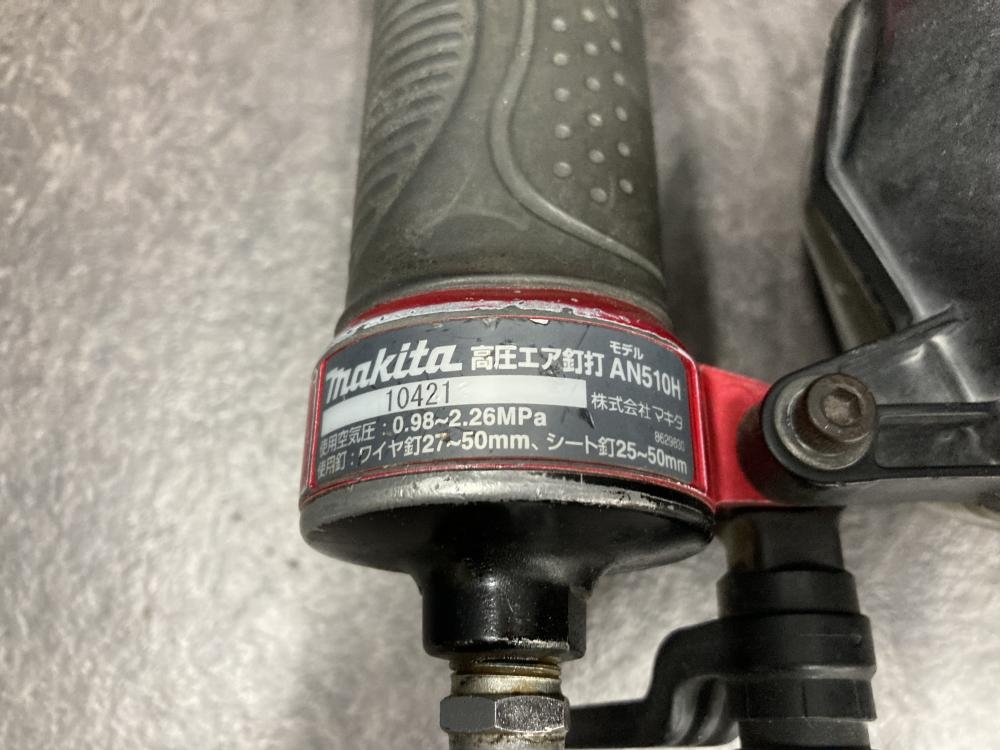 makita 高圧エア釘打 モデル AN510H
10421 株式会社マキタ
使用空気圧：0.98~2.26MPa 8629800
使用釘：ワイヤ釘27~50mm、シート釘25~50mm